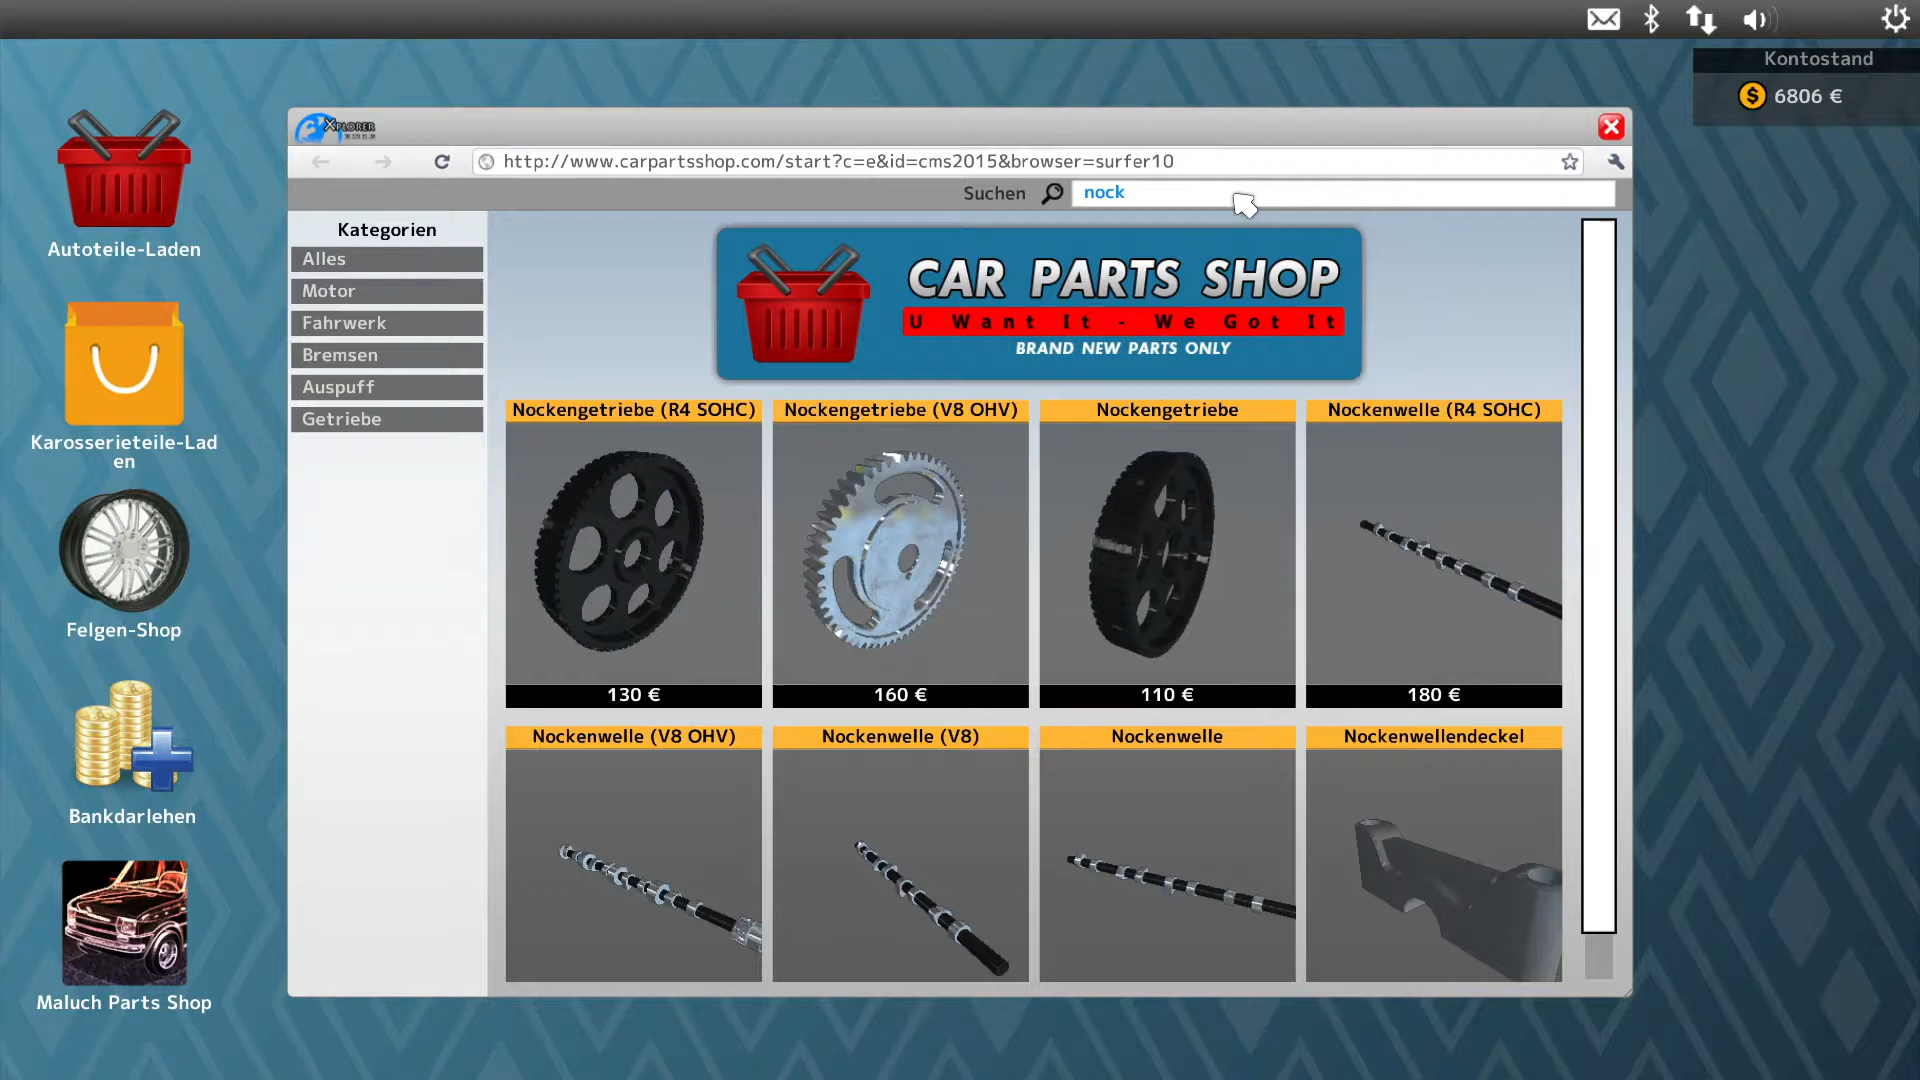 Kontostand
6806 €
XPLORER
http://www.carpartsshop.com/start?c=e&id=cms2015&browser=surfer10
Suchen
nock
Autoteile-Laden
Karosserieteile-Lad
en
Felgen-Shop
Bankdarlehen
Maluch Parts Shop
Kategorien
Alles
Motor
Fahrwerk
Bremsen
Auspuff
Getriebe
CAR PARTS SHOP
U Want It - We Got It
BRAND NEW PARTS ONLY
Nockengetriebe (R4 SOHC)
Nockengetriebe (V8 OHV)
Nockengetriebe
Nockenwelle (R4 SOHC)
130 €
160 €
110 €
180 €
Nockenwelle (V8 OHV)
Nockenwelle (V8)
Nockenwelle
Nockenwellendeckel